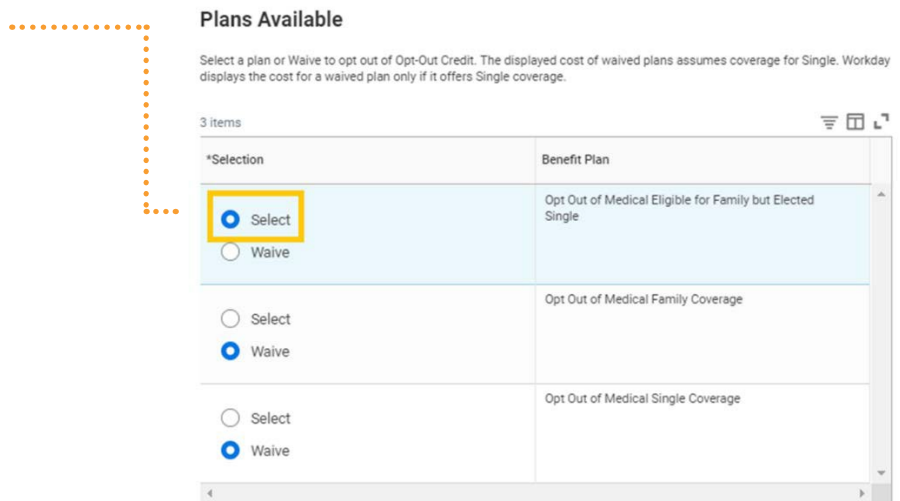 Plans Available
Select a plan or Waive to opt out of Opt-Out Credit. The displayed cost of waived plans assumes coverage for Single. Workday
displays the cost for a waived plan only if it offers Single coverage.
3 items
*Selection
Benefit Plan
Select
Waive
Opt Out of Medical Eligible for Family but Elected
Single
Select
Waive
Opt Out of Medical Family Coverage
Select
Waive
Opt Out of Medical Single Coverage